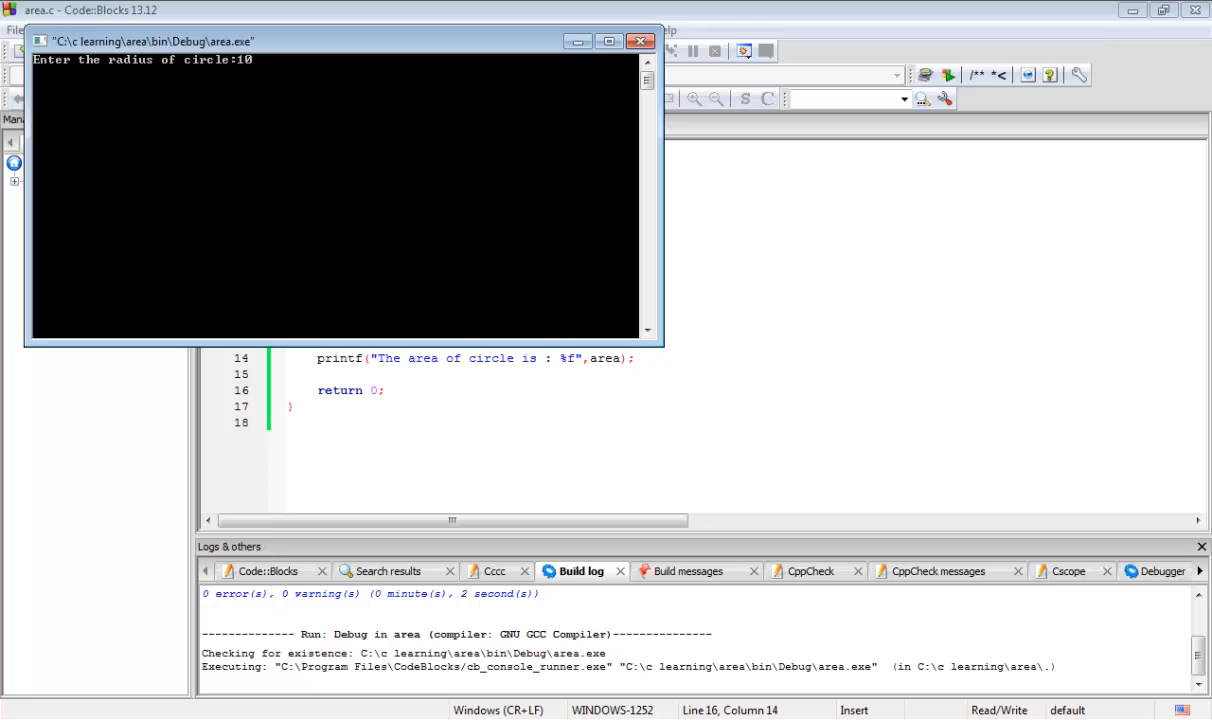 area.c - Code::Blocks 13.12
File
elp
"C:\c learning\area\bin\Debug\area.exe"
Enter the radius of circle:10
/** *<
S C
Mana
14 printf("The area of circle is : %f",area);
15
16 return 0;
17 }
18
Logs & others
Code::Blocks Search results Cccc Build log Build messages CppCheck CppCheck messages Cscope Debugger
0 error(s), 0 warning(s) (0 minute(s), 2 second(s))
-------------- Run: Debug in area (compiler: GNU GCC Compiler)---------------
Checking for existence: C:\c learning\area\bin\Debug\area.exe
Executing: "C:\Program Files\CodeBlocks/cb_console_runner.exe" "C:\c learning\area\bin\Debug\area.exe"  (in C:\c learning\area\.)
Windows (CR+LF) WINDOWS-1252 Line 16, Column 14 Insert Read/Write default